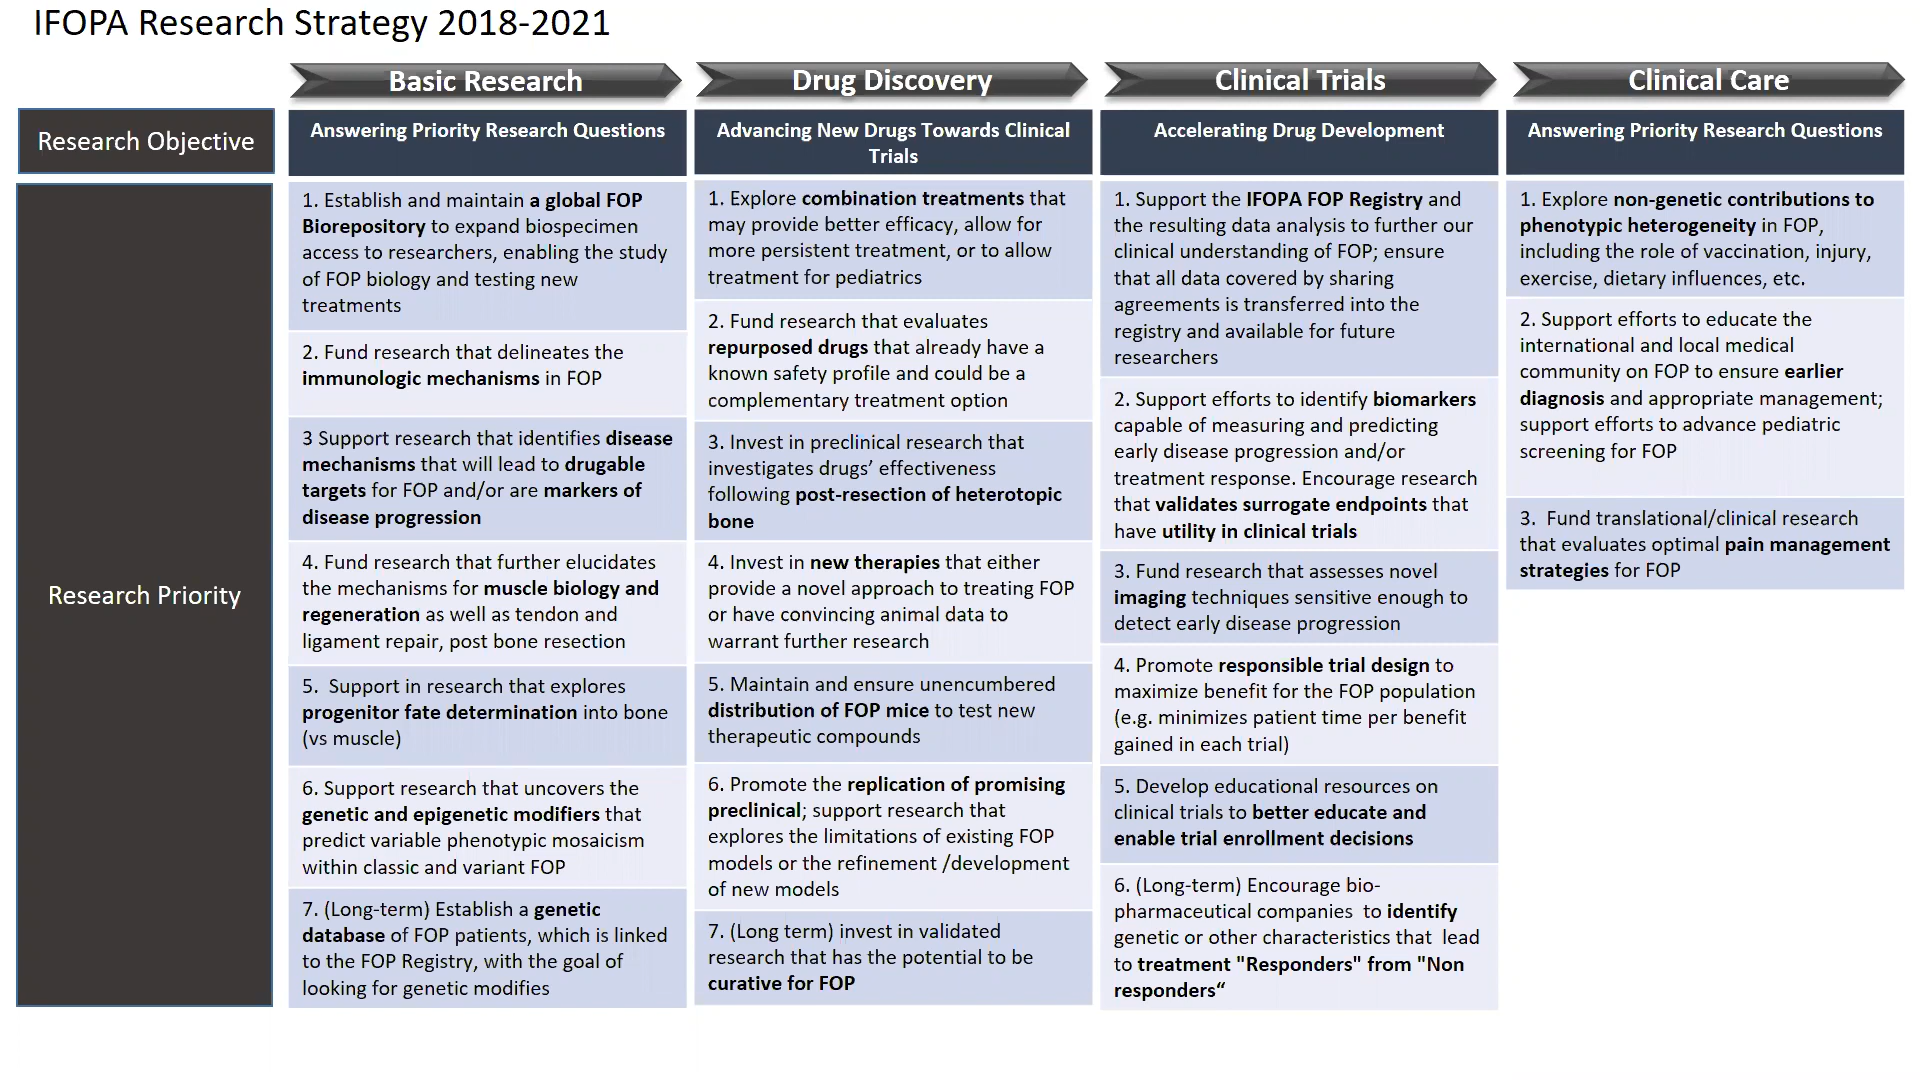 IFOPA Research Strategy 2018-2021
Basic Research
Drug Discovery
Clinical Trials
Clinical Care
Research Objective
Answering Priority Research Questions
Advancing New Drugs Towards Clinical
Trials
Accelerating Drug Development
Answering Priority Research Questions
Research Priority
1. Establish and maintain a global FOP
Biorepository to expand biospecimen
access to researchers, enabling the study
of FOP biology and testing new
treatments
2. Fund research that delineates the
immunologic mechanisms in FOP
3 Support research that identifies disease
mechanisms that will lead to drugable
targets for FOP and/or are markers of
disease progression
4. Fund research that further elucidates
the mechanisms for muscle biology and
regeneration as well as tendon and
ligament repair, post bone resection
5.  Support in research that explores
progenitor fate determination into bone
(vs muscle)
6. Support research that uncovers the
genetic and epigenetic modifiers that
predict variable phenotypic mosaicism
within classic and variant FOP
7. (Long-term) Establish a genetic
database of FOP patients, which is linked
to the FOP Registry, with the goal of
looking for genetic modifies
1. Explore combination treatments that
may provide better efficacy, allow for
more persistent treatment, or to allow
treatment for pediatrics
2. Fund research that evaluates
repurposed drugs that already have a
known safety profile and could be a
complementary treatment option
3. Invest in preclinical research that
investigates drugs’ effectiveness
following post-resection of heterotopic
bone
4. Invest in new therapies that either
provide a novel approach to treating FOP
or have convincing animal data to
warrant further research
5. Maintain and ensure unencumbered
distribution of FOP mice to test new
therapeutic compounds
6. Promote the replication of promising
preclinical; support research that
explores the limitations of existing FOP
models or the refinement /development
of new models
7. (Long term) invest in validated
research that has the potential to be
curative for FOP
1. Support the IFOPA FOP Registry and
the resulting data analysis to further our
clinical understanding of FOP; ensure
that all data covered by sharing
agreements is transferred into the
registry and available for future
researchers
2. Support efforts to identify biomarkers
capable of measuring and predicting
early disease progression and/or
treatment response. Encourage research
that validates surrogate endpoints that
have utility in clinical trials
3. Fund research that assesses novel
imaging techniques sensitive enough to
detect early disease progression
4. Promote responsible trial design to
maximize benefit for the FOP population
(e.g. minimizes patient time per benefit
gained in each trial)
5. Develop educational resources on
clinical trials to better educate and
enable trial enrollment decisions
6. (Long-term) Encourage bio-
pharmaceutical companies  to identify
genetic or other characteristics that  lead
to treatment "Responders" from "Non
responders“
1. Explore non-genetic contributions to
phenotypic heterogeneity in FOP,
including the role of vaccination, injury,
exercise, dietary influences, etc.
2. Support efforts to educate the
international and local medical
community on FOP to ensure earlier
diagnosis and appropriate management;
support efforts to advance pediatric
screening for FOP
3.  Fund translational/clinical research
that evaluates optimal pain management
strategies for FOP